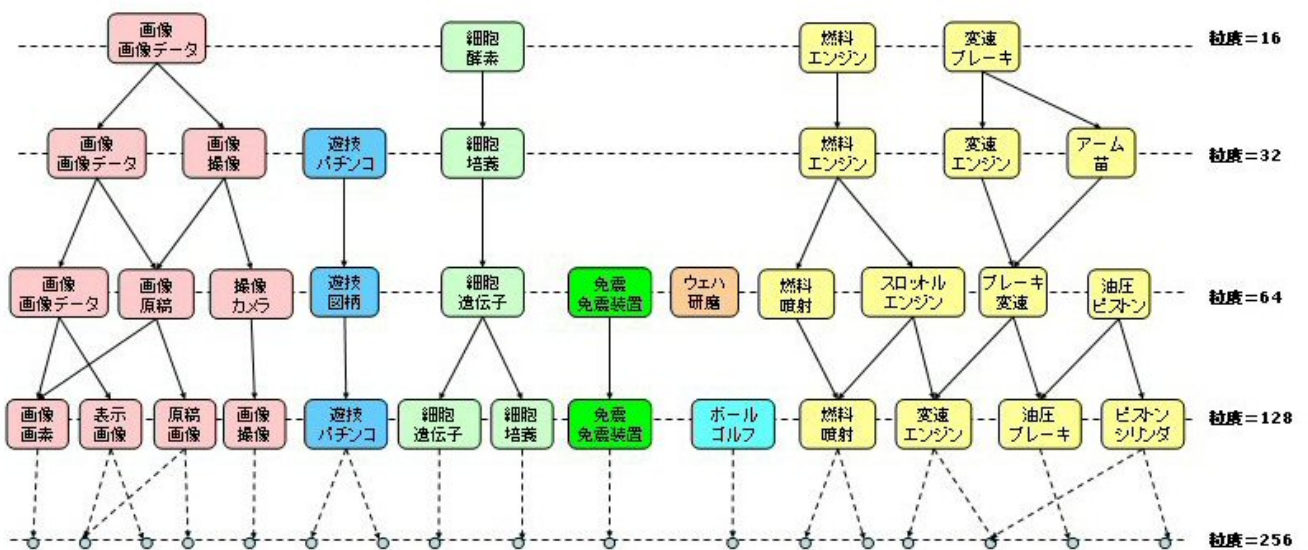 画像
画像データ
細胞
酵素
燃料
エンジン
変速
ブレーキ
粒度=16
画像
画像データ
画像
撮像
遊技
パチンコ
細胞
培養
燃料
エンジン
変速
エンジン
アーム
苗
粒度=32
画像
画像データ
画像
原稿
撮像
カメラ
遊技
図柄
細胞
遺伝子
免震
免震装置
ウェハ
研磨
燃料
噴射
スロットル
エンジン
ブレーキ
変速
油圧
ピストン
粒度=64
画像
画素
表示
画像
原稿
画像
画像
撮像
遊技
パチンコ
細胞
遺伝子
細胞
培養
免震
免震装置
ボール
ゴルフ
燃料
噴射
変速
エンジン
油圧
ブレーキ
ピストン
シリンダ
粒度=128
粒度=256